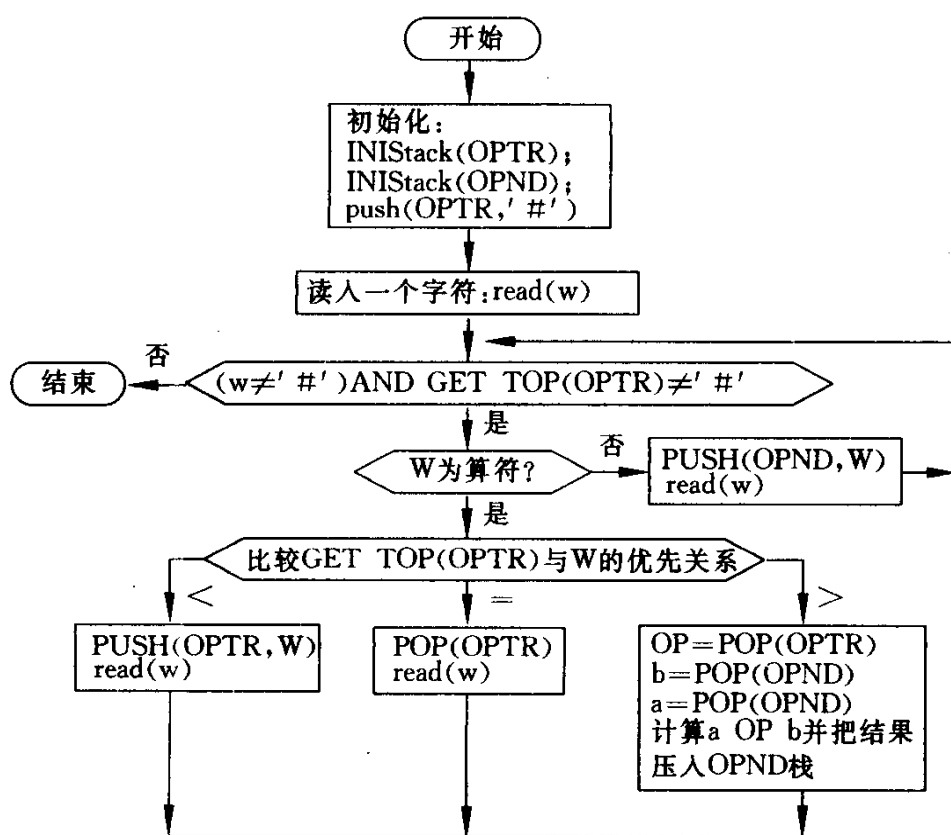 开始
初始化：
INIStack(OPTR);
INIStack(OPND);
push(OPTR,'#')
读入一个字符:read(w)
否
结束
(w≠'#')AND GET TOP(OPTR)≠'#'
是
W为算符?
否
PUSH(OPND,W)
read(w)
是
比较GET TOP(OPTR)与W的优先关系
<
=
>
PUSH(OPTR,W)
read(w)
POP(OPTR)
read(w)
OP=POP(OPTR)
b=POP(OPND)
a=POP(OPND)
计算a OP b并把结果
压入OPND栈